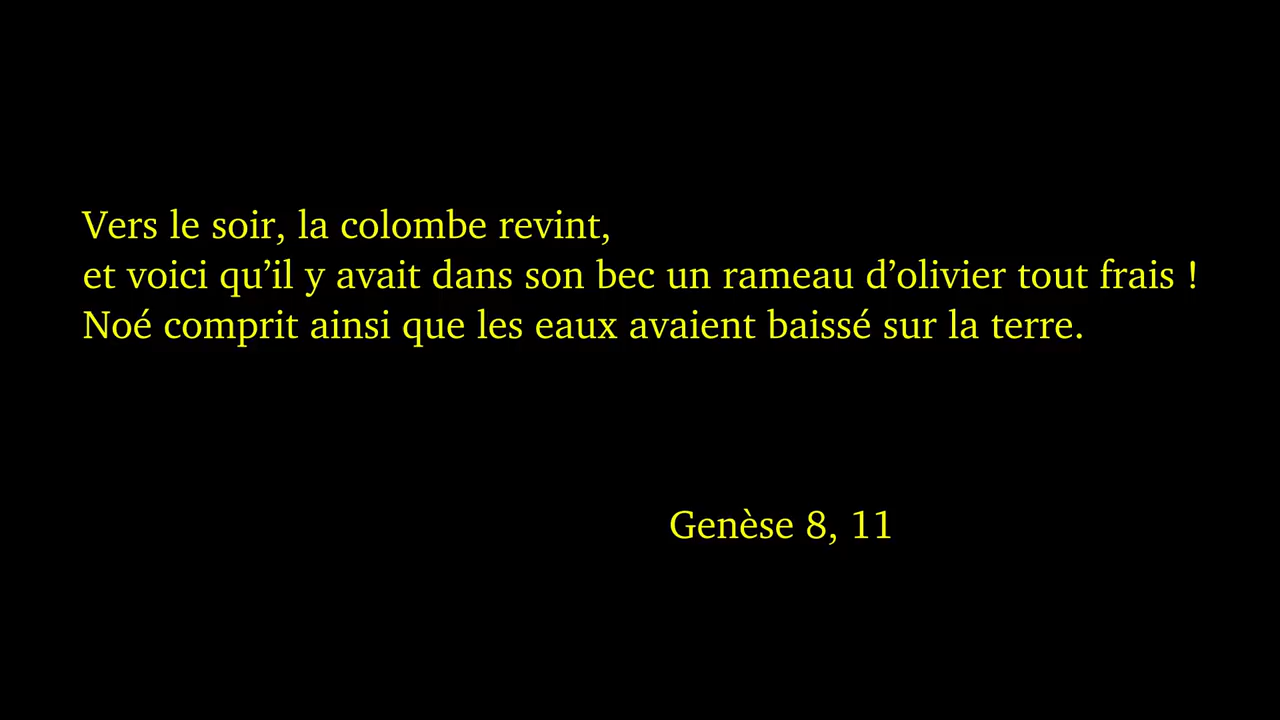 Vers le soir, la colombe revint,
et voici qu’il y avait dans son bec un rameau d’olivier tout frais !
Noé comprit ainsi que les eaux avaient baissé sur la terre.
Genèse 8, 11